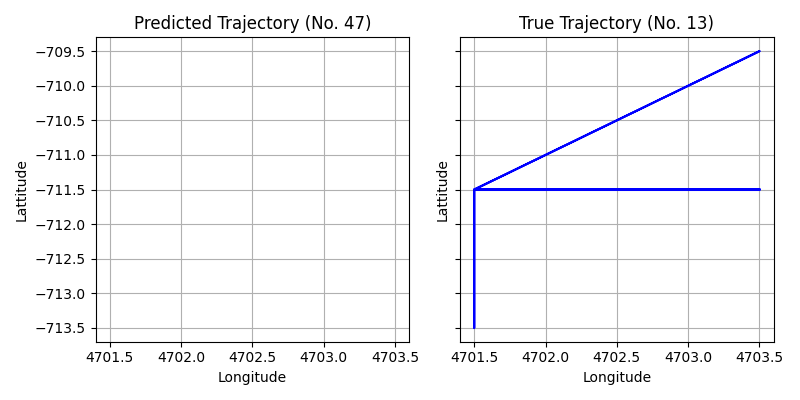 Predicted Trajectory (No. 47)
True Trajectory (No. 13)
−709.5
−710.0
−710.5
−711.0
−711.5
−712.0
−712.5
−713.0
−713.5
Lattitude
Lattitude
4701.5 4702.0 4702.5 4703.0 4703.5
4701.5 4702.0 4702.5 4703.0 4703.5
Longitude
Longitude